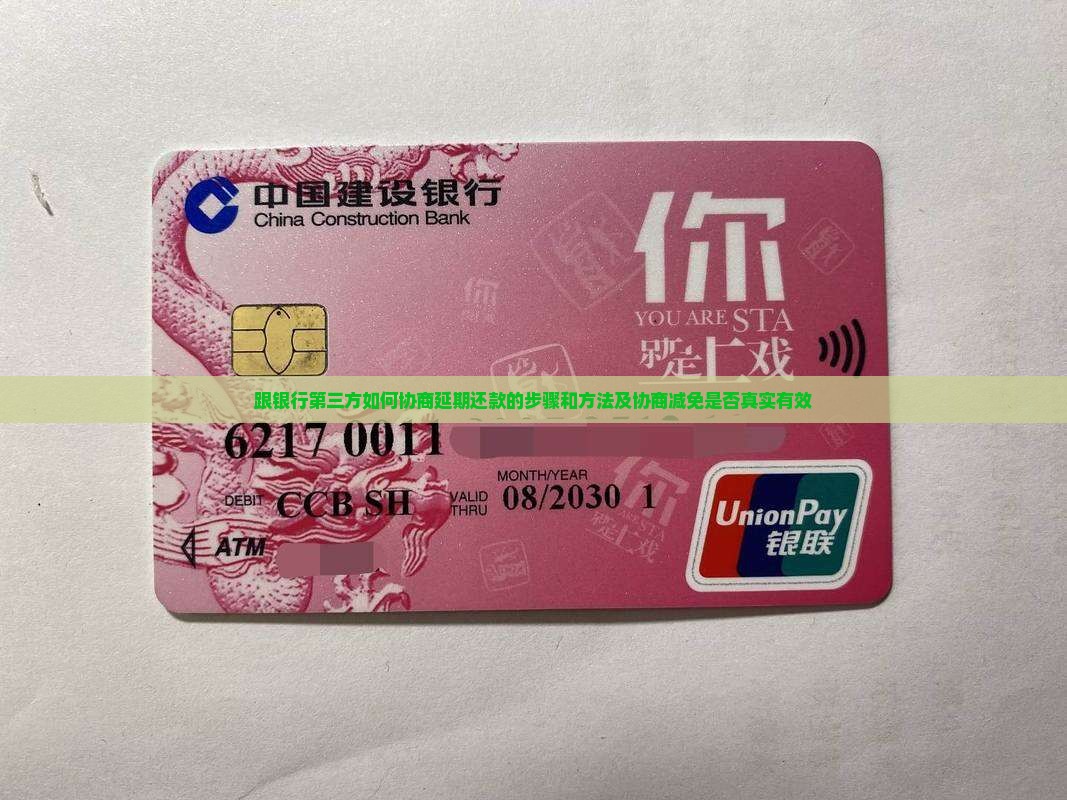 中国建设银行
China Construction Bank
你
YOU ARE STA
是上戏
跟银行第三方如何协商延期还款的步骤和方法及协商减免是否真实有效
6217 0011
MONTH/YEAR
DEBIT CCB SH VALID THRU 08/2030 1
ATM
UnionPay
银联